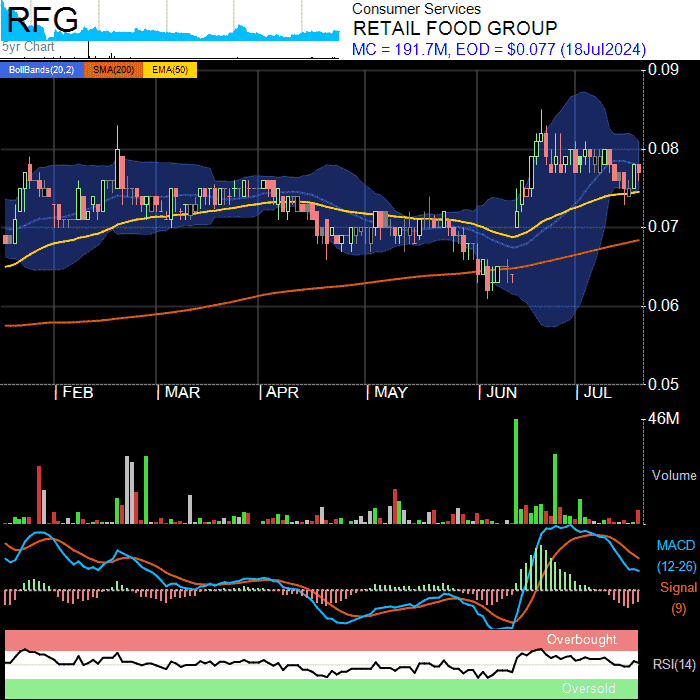 RFG
5yr Chart
Consumer Services
RETAIL FOOD GROUP
MC = 191.7M, EOD = $0.077 (18Jul2024)
BollBands(20,2) SMA(200) EMA(50)
0.09
0.08
0.07
0.06
0.05
FEB MAR APR MAY JUN JUL
46M
Volume
MACD
(12-26)
Signal
(9)
Overbought
RSI(14)
Oversold